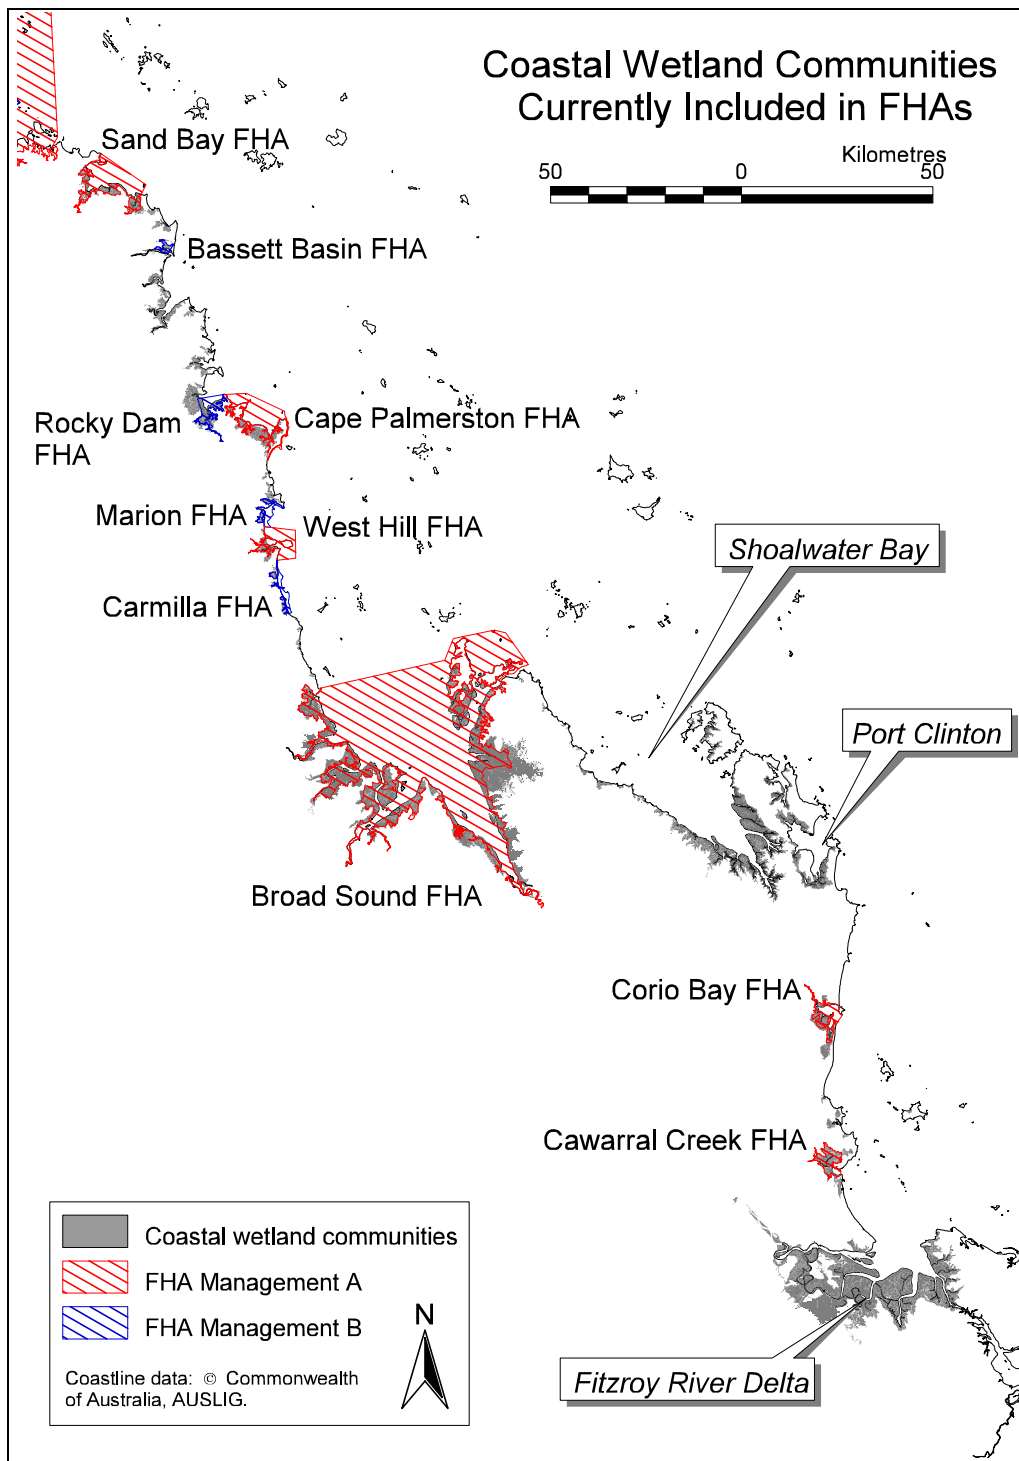 Coastal Wetland Communities
Currently Included in FHAs
Kilometres
50 0 50
Sand Bay FHA
Bassett Basin FHA
Rocky Dam
FHA
Cape Palmerston FHA
Marion FHA
West Hill FHA
Carmilla FHA
Shoalwater Bay
Port Clinton
Broad Sound FHA
Corio Bay FHA
Cawarral Creek FHA
Fitzroy River Delta
Coastal wetland communities
FHA Management A
FHA Management B
N
Coastline data: © Commonwealth
of Australia, AUSLIG.